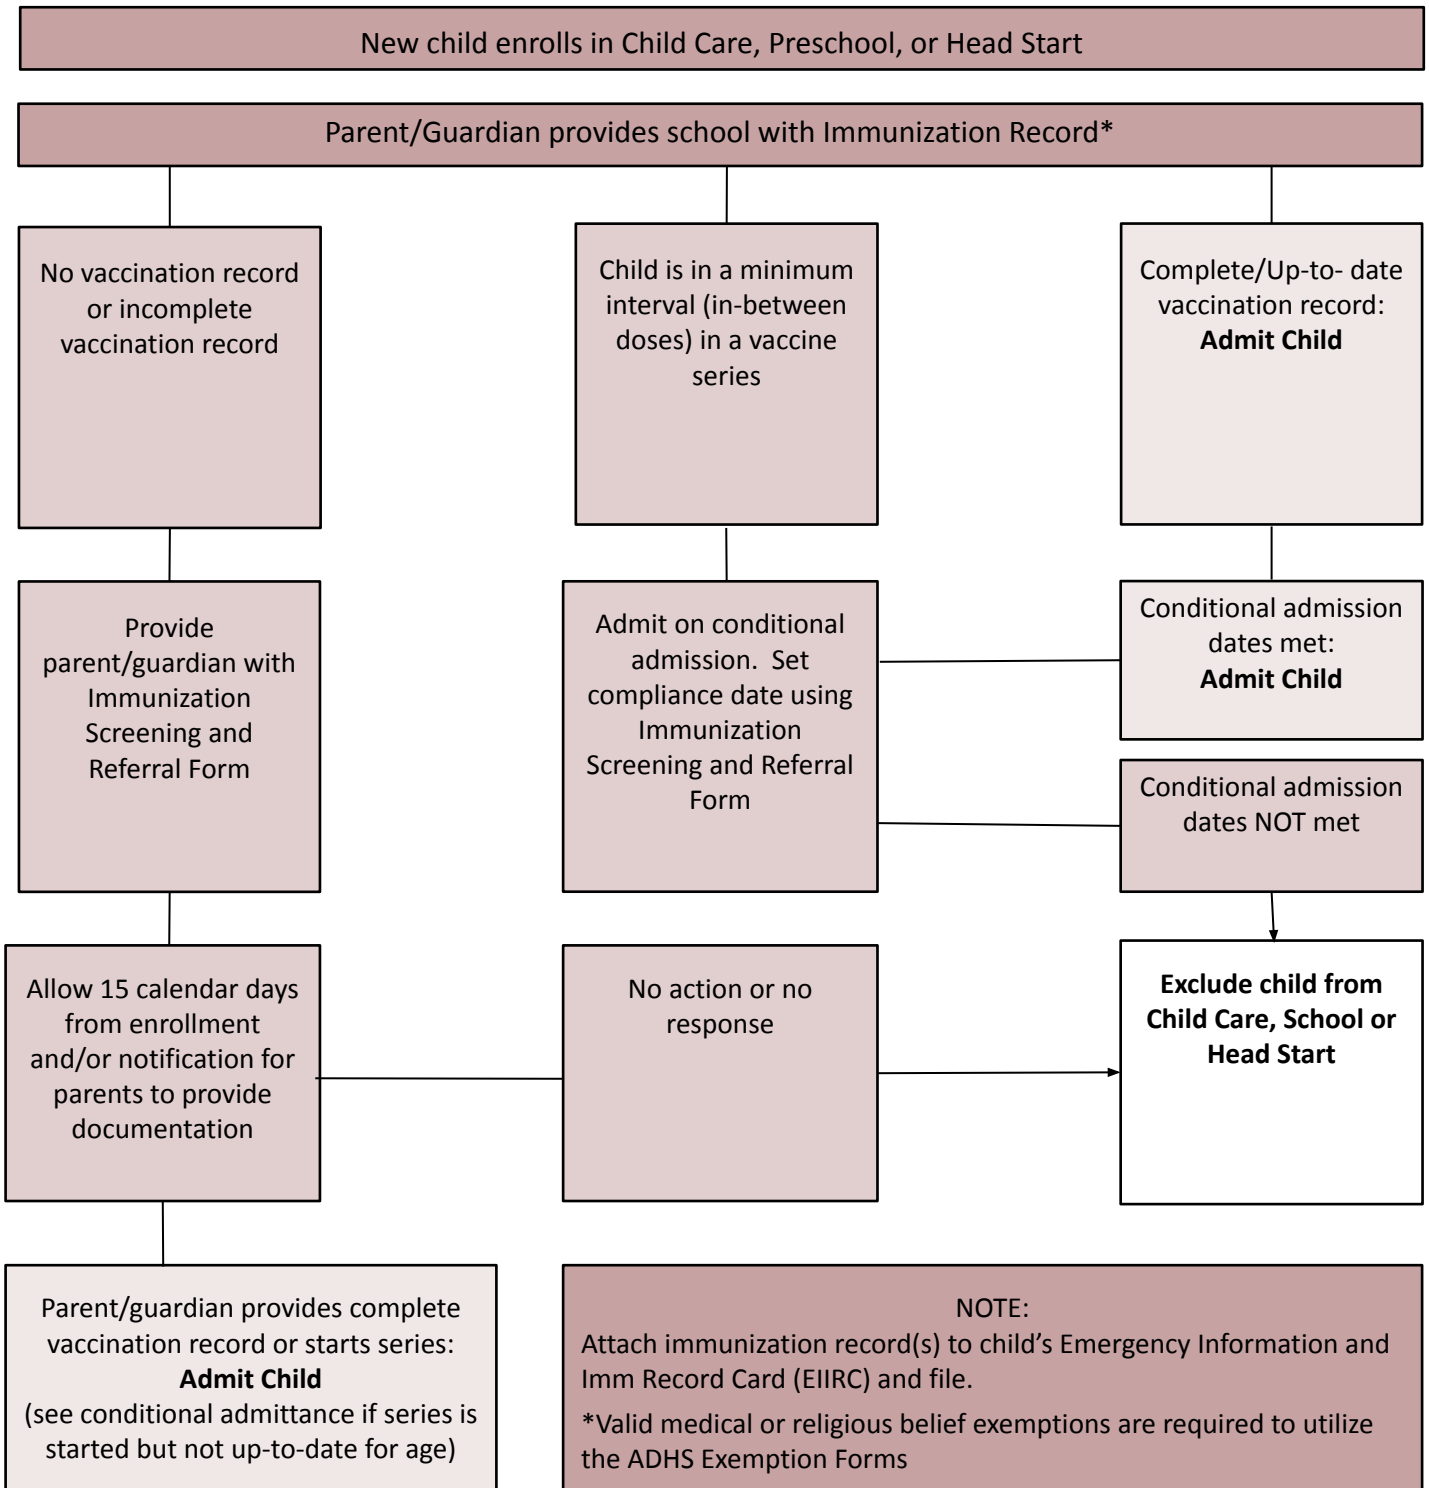 New child enrolls in Child Care, Preschool, or Head Start
Parent/Guardian provides school with Immunization Record*
No vaccination record
or incomplete
vaccination record
Child is in a minimum
interval (in-between
doses) in a vaccine
series
Complete/Up-to- date
vaccination record:
Admit Child
Provide
parent/guardian with
Immunization
Screening and
Referral Form
Admit on conditional
admission. Set
compliance date using
Immunization
Screening and Referral
Form
Conditional admission
dates met:
Admit Child
Conditional admission
dates NOT met
Allow 15 calendar days
from enrollment
and/or notification for
parents to provide
documentation
No action or no
response
Exclude child from
Child Care, School or
Head Start
Parent/guardian provides complete
vaccination record or starts series:
Admit Child
(see conditional admittance if series is
started but not up-to-date for age)
NOTE:
Attach immunization record(s) to child’s Emergency Information and
Imm Record Card (EIIRC) and file.
*Valid medical or religious belief exemptions are required to utilize
the ADHS Exemption Forms